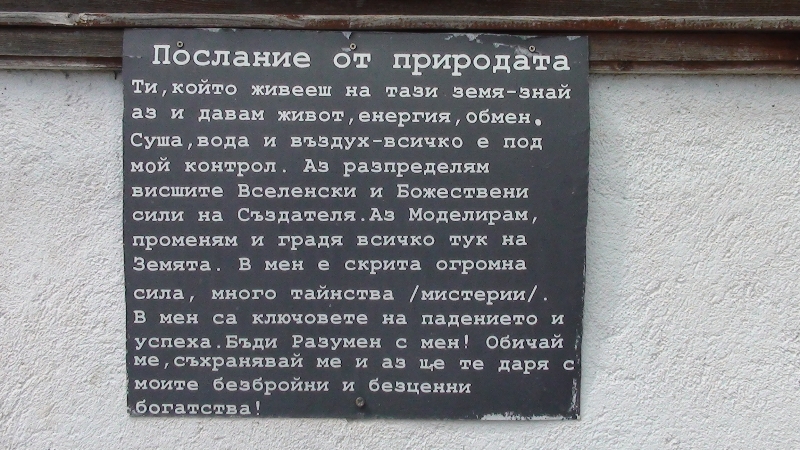 Послание от природата
Ти,който живееш на тази земя-знай
аз и давам живот,енергия,обмен.
Суша,вода и въздух-всичко е под
мой контрол. Аз разпределям
висшите Вселенски и Божествени
сили на Създателя.Аз Моделирам,
променям и градя всичко тук на
Земята. В мен е скрита огромна
сила, много тайнства /мистерии/.
В мен са ключовете на падението и
успеха.Бъди Разумен с мен! Обичай
ме,съхранявай ме и аз ще те даря с
моите безбройни и безценни
богатства!